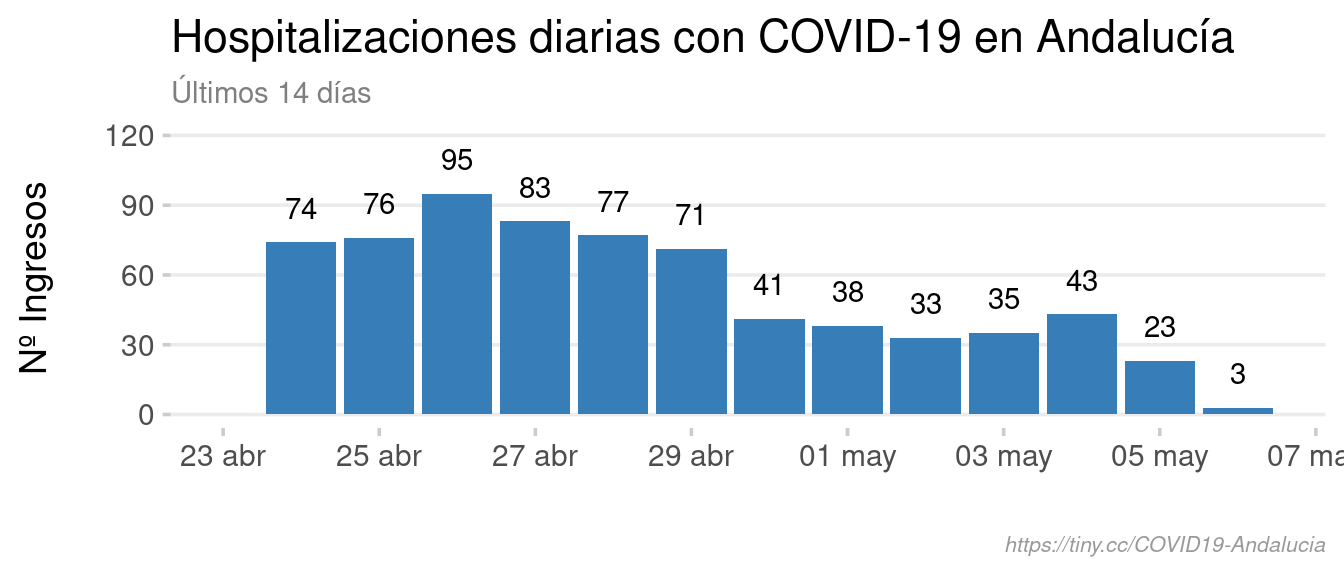 Hospitalizaciones diarias con COVID-19 en Andalucía
Últimos 14 días
Nº Ingresos
120
90
60
30
0
74
76
95
83
77
71
41
38
33
35
43
23
3
23 abr
25 abr
27 abr
29 abr
01 may
03 may
05 may
07 ma
https://tiny.cc/COVID19-Andalucia